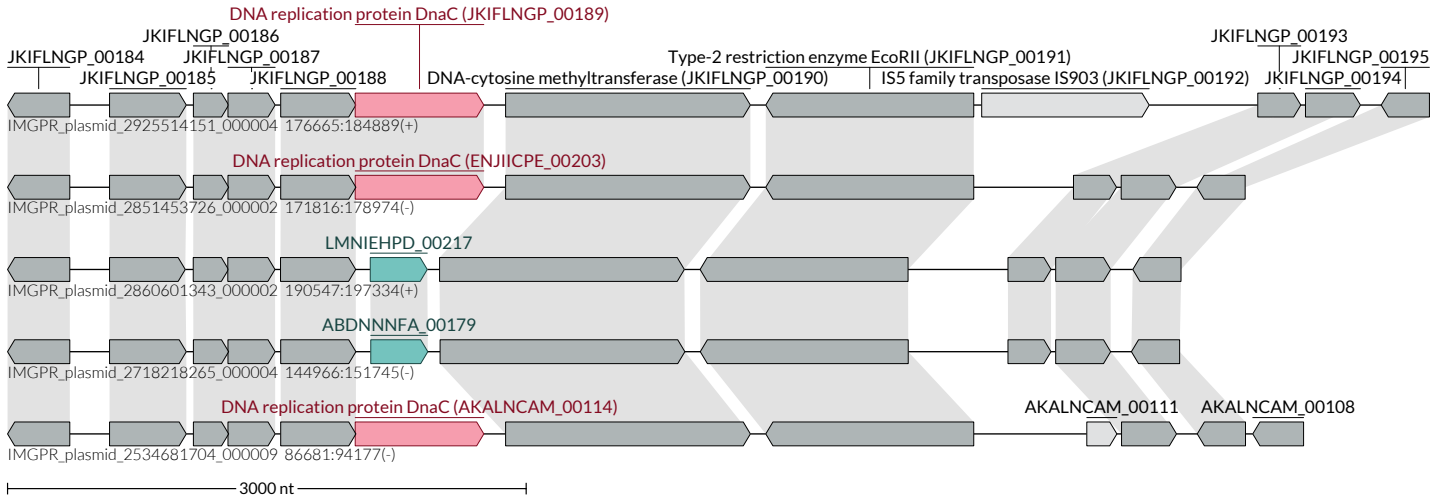 DNA replication protein DnaC (JKIFLNGP_00189)
JKIFLNGP_00186
JKIFLNGP_00193
JKIFLNGP_00184
JKIFLNGP_00187
Type-2 restriction enzyme EcoRII (JKIFLNGP_00191)
JKIFLNGP_00195
JKIFLNGP_00185
JKIFLNGP_00188
DNA-cytosine methyltransferase (JKIFLNGP_00190)
IS5 family transposase IS903 (JKIFLNGP_00192)
JKIFLNGP_00194
IMGPR_plasmid_2925514151_000004 176665:184889(+)
DNA replication protein DnaC (ENJIICPE_00203)
IMGPR_plasmid_2851453726_000002 171816:178974(-)
LMNIEHPD_00217
IMGPR_plasmid_2860601343_000002 190547:197334(+)
ABDNNNFA_00179
IMGPR_plasmid_2718218265_000004 144966:151745(-)
DNA replication protein DnaC (AKALNCAM_00114)
AKALNCAM_00111
AKALNCAM_00108
IMGPR_plasmid_2534681704_000009 86681:94177(-)
3000 nt